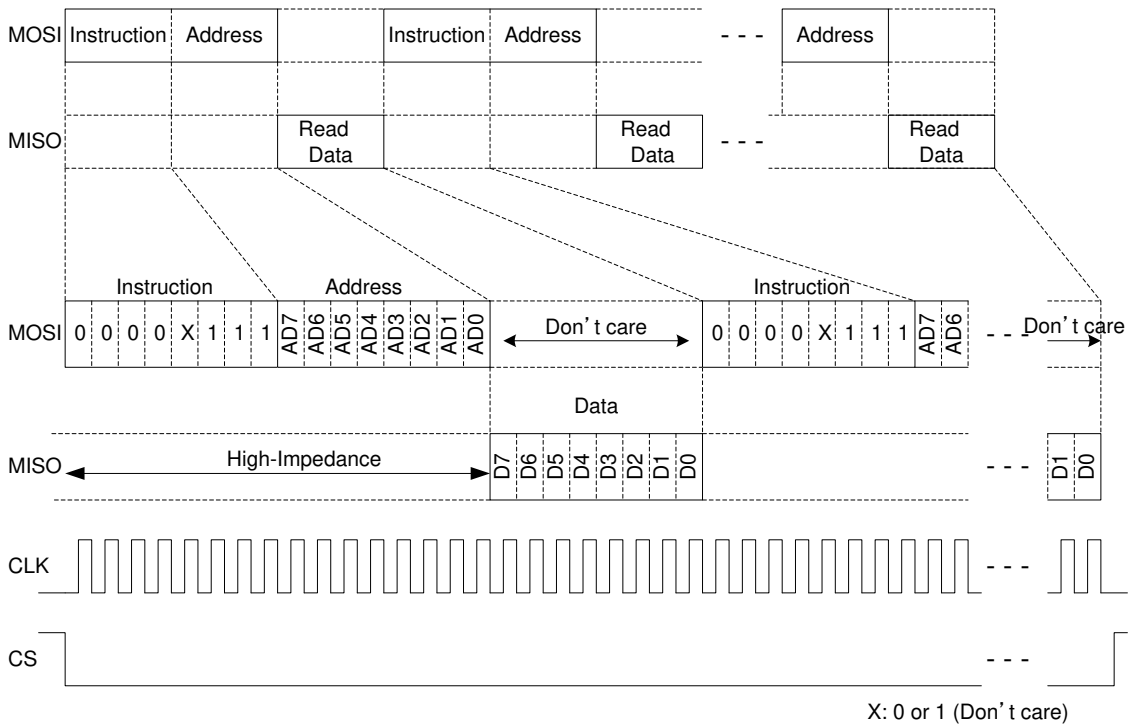 MOSI Instruction Address Instruction Address - - - Address
MISO Read Data Read Data - - - Read Data
Instruction Address Instruction
MOSI 0 0 0 0 X 1 1 1 AD7 AD6 AD5 AD4 AD3 AD2 AD1 AD0 Don't care 0 0 0 0 X 1 1 1 AD7 AD6 - - - Don't care
Data
MISO High-Impedance D7 D6 D5 D4 D3 D2 D1 D0 - - - D1 D0
CLK - - -
CS - - -
X: 0 or 1 (Don't care)